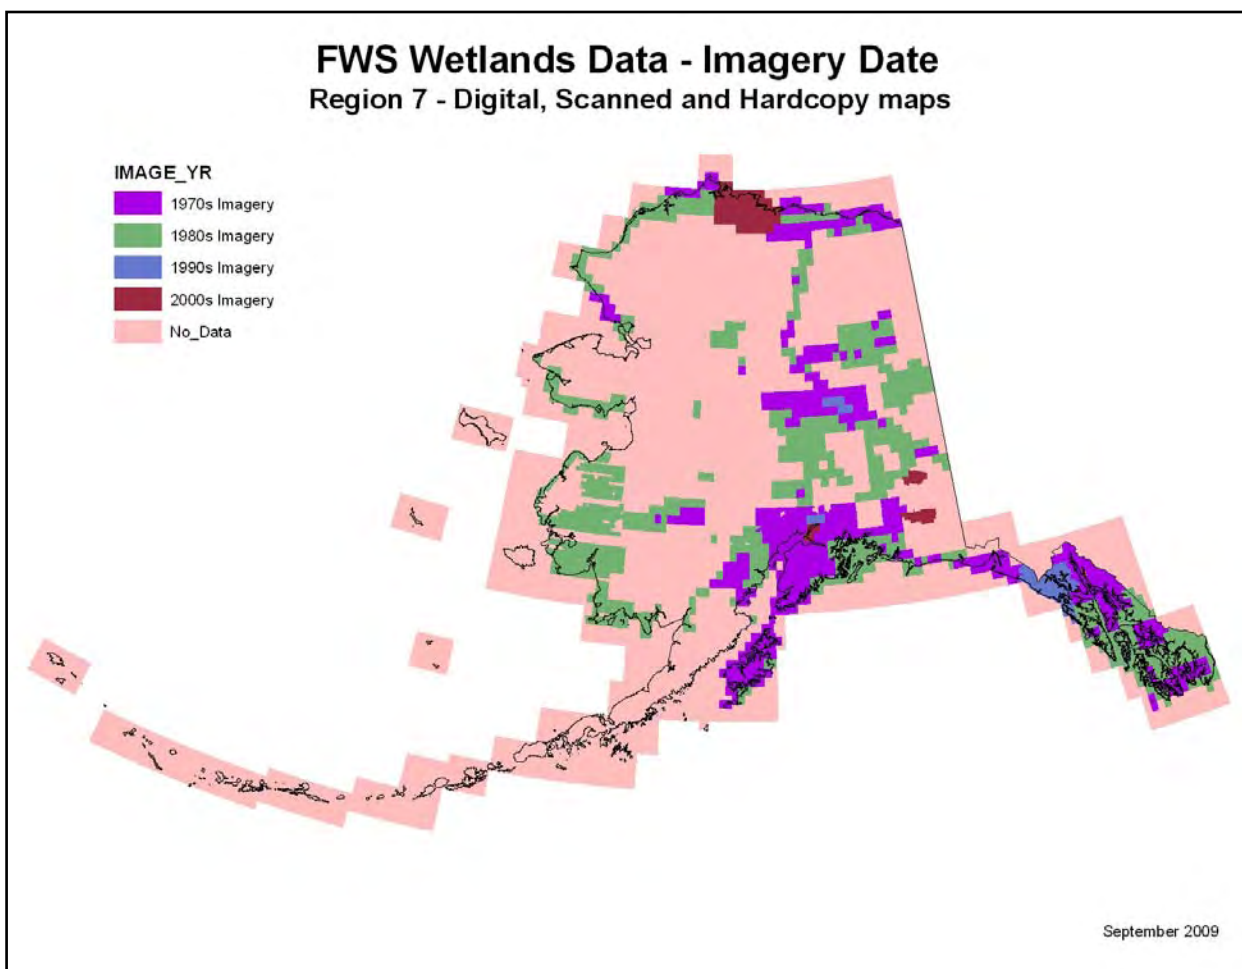 FWS Wetlands Data - Imagery Date
Region 7 - Digital, Scanned and Hardcopy maps
IMAGE_YR
1970s Imagery
1980s Imagery
1990s Imagery
2000s Imagery
No_Data
September 2009